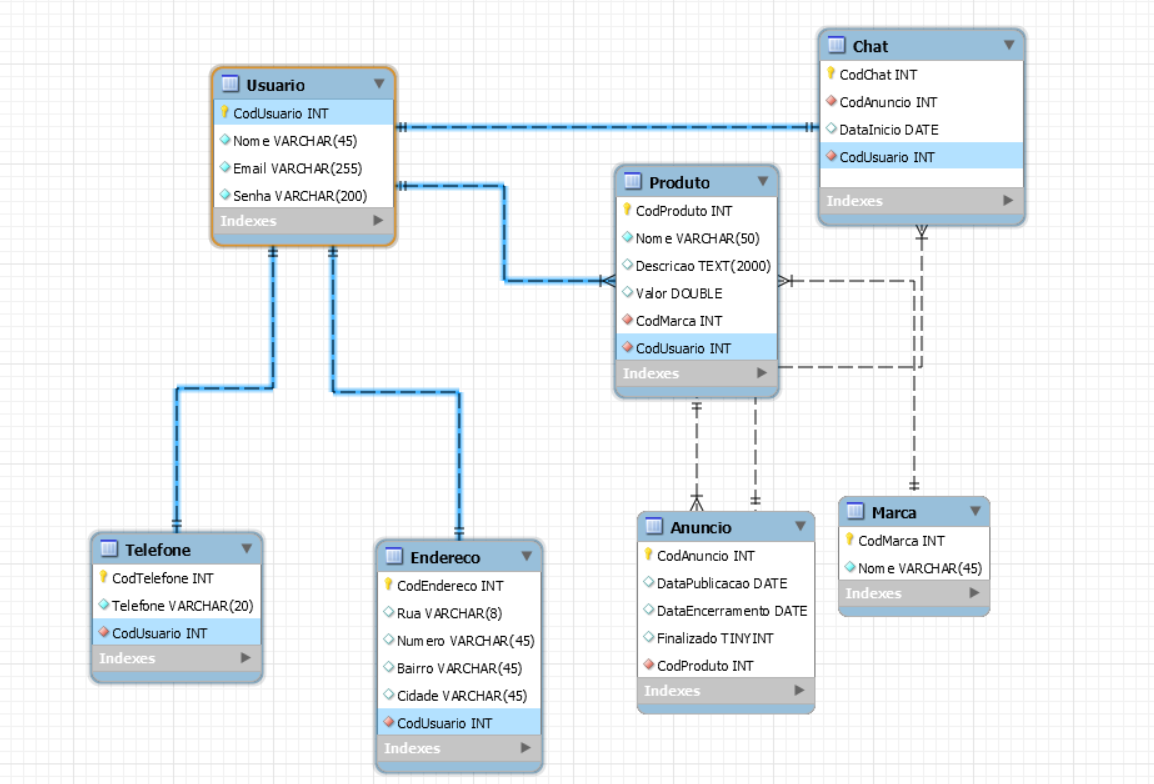 Usuario
CodUsuario INT
Nome VARCHAR(45)
Email VARCHAR(255)
Senha VARCHAR(200)
Indexes
Chat
CodChat INT
CodAnuncio INT
DataInicio DATE
CodUsuario INT
Indexes
Produto
CodProduto INT
Nome VARCHAR(50)
Descricao TEXT(2000)
Valor DOUBLE
CodMarca INT
CodUsuario INT
Indexes
Telefone
CodTelefone INT
Telefone VARCHAR(20)
CodUsuario INT
Indexes
Endereco
CodEndereco INT
Rua VARCHAR(8)
Numero VARCHAR(45)
Bairro VARCHAR(45)
Cidade VARCHAR(45)
CodUsuario INT
Indexes
Anuncio
CodAnuncio INT
DataPublicacao DATE
DataEncerramento DATE
Finalizado TINYINT
CodProduto INT
Indexes
Marca
CodMarca INT
Nome VARCHAR(45)
Indexes